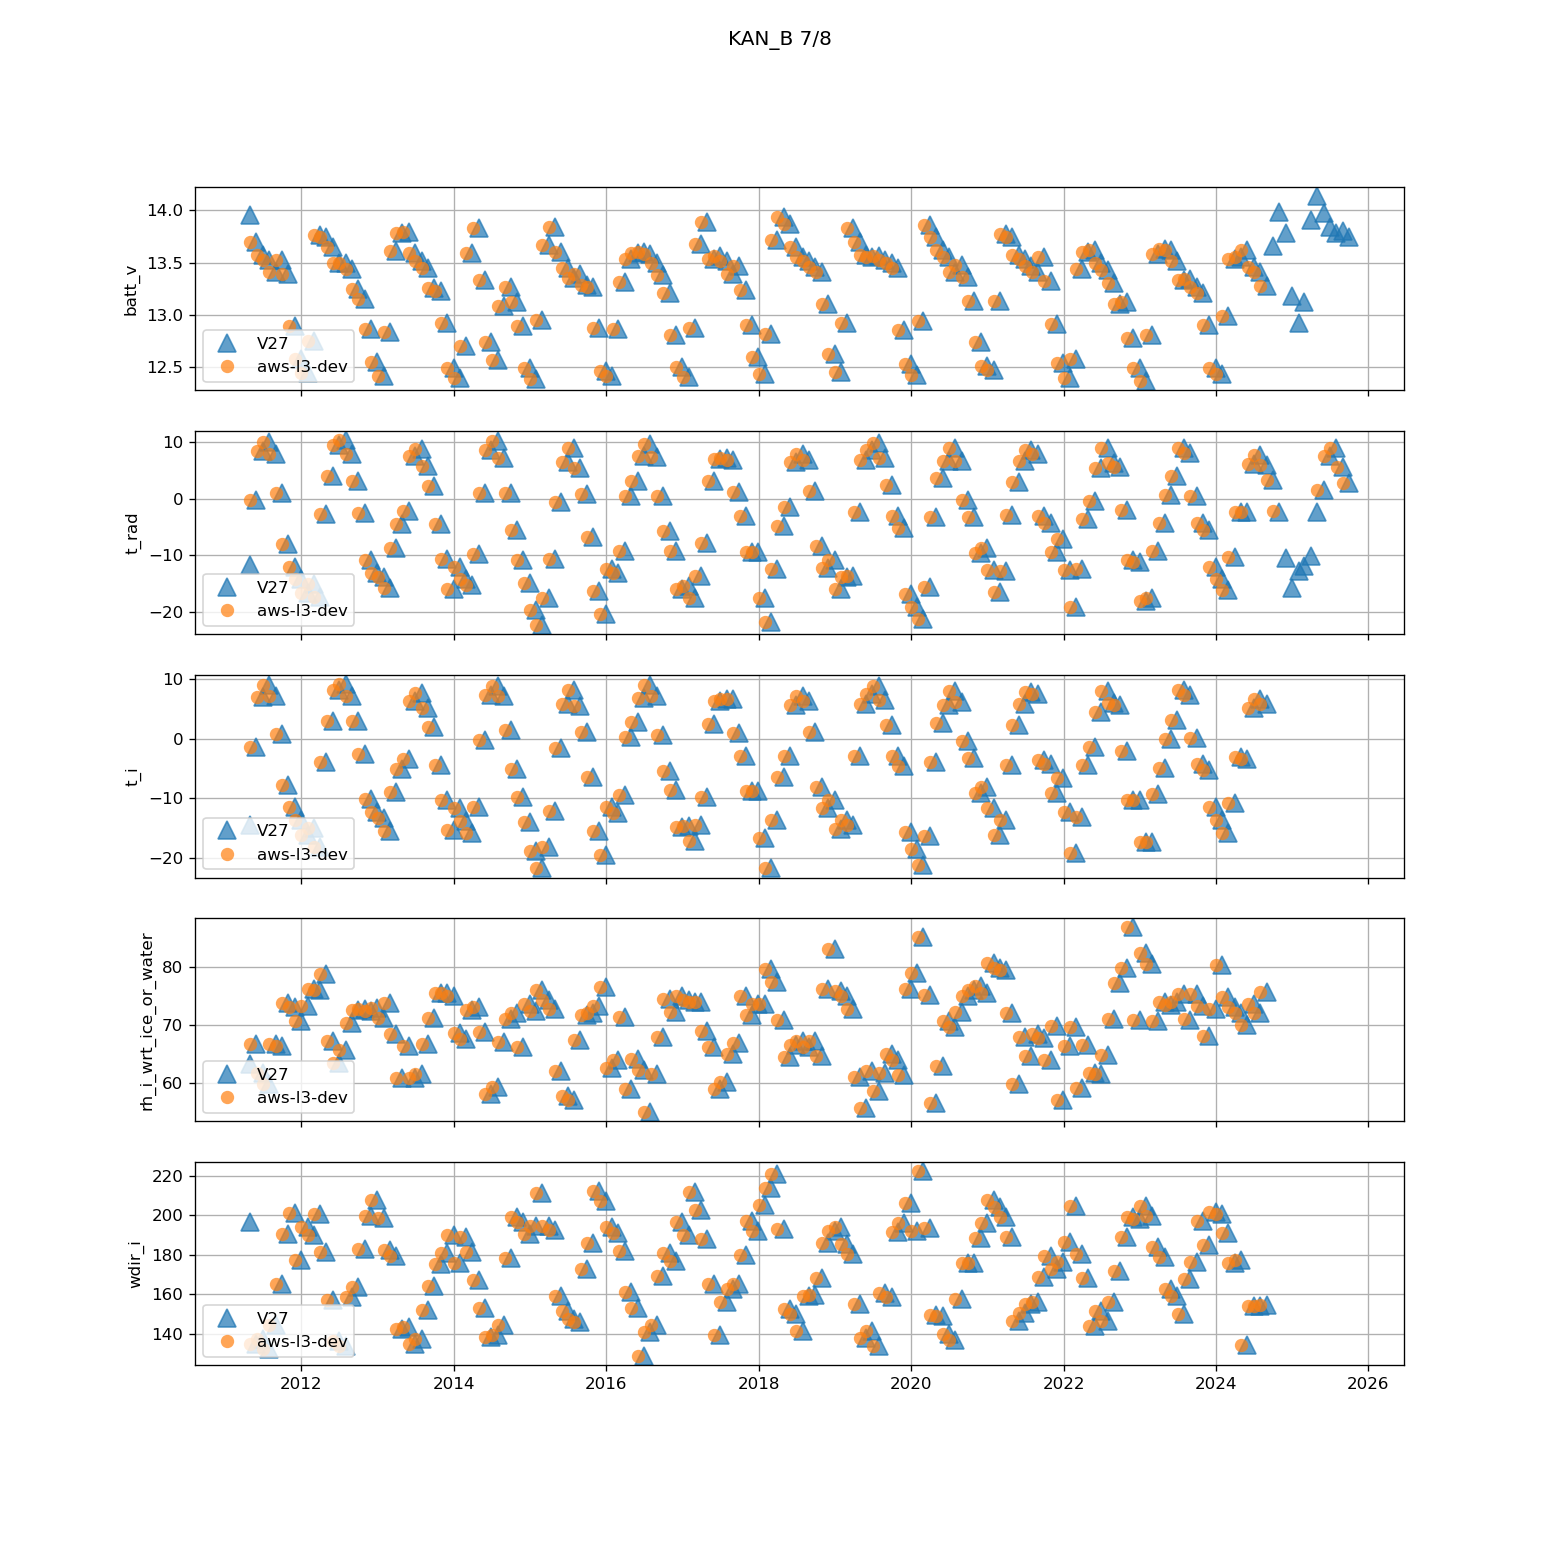 KAN_B 7/8
batt_v
14.0
13.5
13.0
12.5
V27
aws-l3-dev
t_rad
10
0
−10
−20
V27
aws-l3-dev
t_i
10
0
−10
−20
V27
aws-l3-dev
rh_i_wrt_ice_or_water
80
70
60
V27
aws-l3-dev
wdir_i
220
200
180
160
140
V27
aws-l3-dev
2012 2014 2016 2018 2020 2022 2024 2026